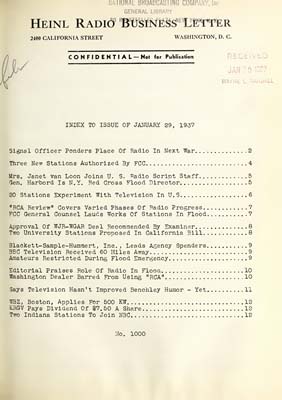 NATIONAL BROADCASTING COMPANY, INC.
GENERAL LIBRARY
HEINL RADIO BUSINESS LETTER
2400 CALIFORNIA STREET WASHINGTON, D. C.
CONFIDENTIAL—Not for Publication
RECEIVED
INDEX TO ISSUE OF JANUARY 29, 1937
Signal Officer Ponders Place Of Radio In Next War.............2
Three New Stations Authorized By FCC..........................4
Mrs. Janet van Loon Joins U. S. Radio Script Staff............5
Gen. Harbord Is N.Y. Red Cross Flood Director.................5
20 Stations Experiment With Television In U.S.................6
"RCA Review" Covers Varied Phases Of Radio Progress...........7
FCC General Counsel Lauds Works Of Stations In Flood..........7
Approval Of WJR-WGAR Deal Recommended By Examiner.............8
Two University Stations Proposed In California Bill...........8
Blackett-Sample-Hummert, Inc., Leads Agency Spenders..........9
BBC Television Received 60 Miles Away.........................9
Amateurs Restricted During Flood Emergency....................9
Editorial Praises Role Of Radio In Flood.....................10
Washington Dealer Barred From Using "RCA"....................10
Says Television Hasn't Improved Benchley Humor - Yet.........11
WBZ, Boston, Applies For 500 KW..............................12
KRGV Pays Dividend Of $7.50 A Share..........................12
Two Indiana Stations To Join NBC.............................12
No. 1000